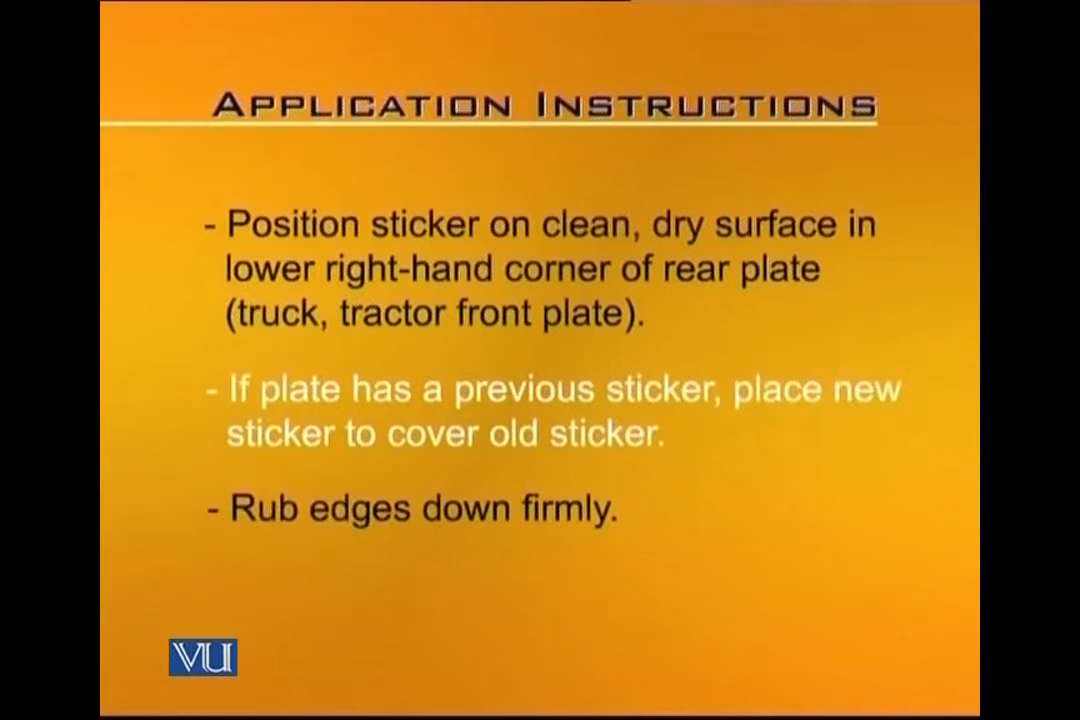 Application Instructions
- Position sticker on clean, dry surface in
lower right-hand corner of rear plate
(truck, tractor front plate).
- If plate has a previous sticker, place new
sticker to cover old sticker.
- Rub edges down firmly.
VU